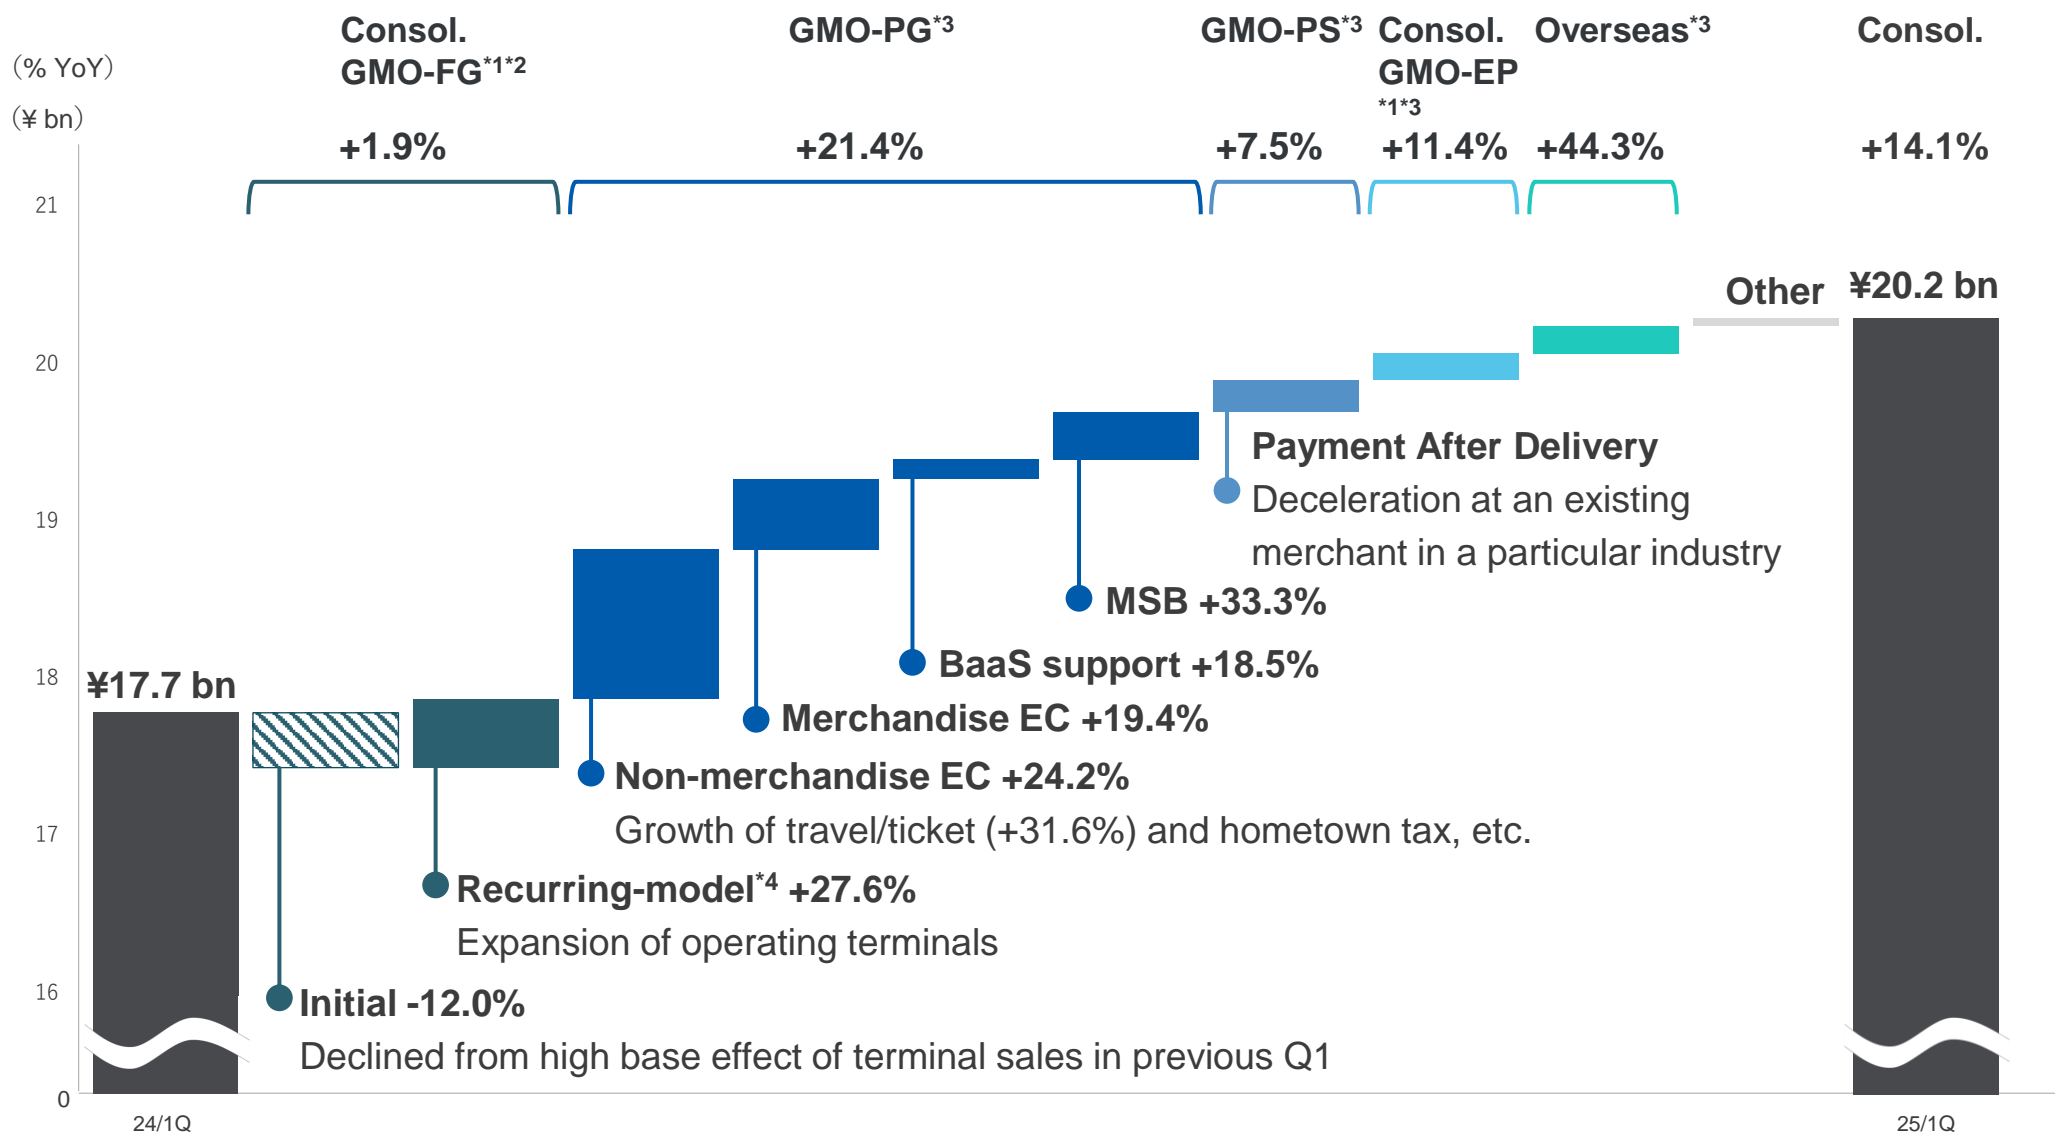 Consol.
GMO-FG*1*2
GMO-PG*3
GMO-PS*3
Consol.
GMO-EP
*1*3
Overseas*3
Consol.
（% YoY）
（¥ bn）
+1.9%
+21.4%
+7.5%
+11.4%
+44.3%
+14.1%
21
20
19
18
17
16
0
Other
¥20.2 bn
Payment After Delivery
Deceleration at an existing
merchant in a particular industry
MSB +33.3%
BaaS support +18.5%
¥17.7 bn
Merchandise EC +19.4%
Non-merchandise EC +24.2%
Growth of travel/ticket (+31.6%) and hometown tax, etc.
Recurring-model*4 +27.6%
Expansion of operating terminals
Initial -12.0%
Declined from high base effect of terminal sales in previous Q1
24/1Q
25/1Q